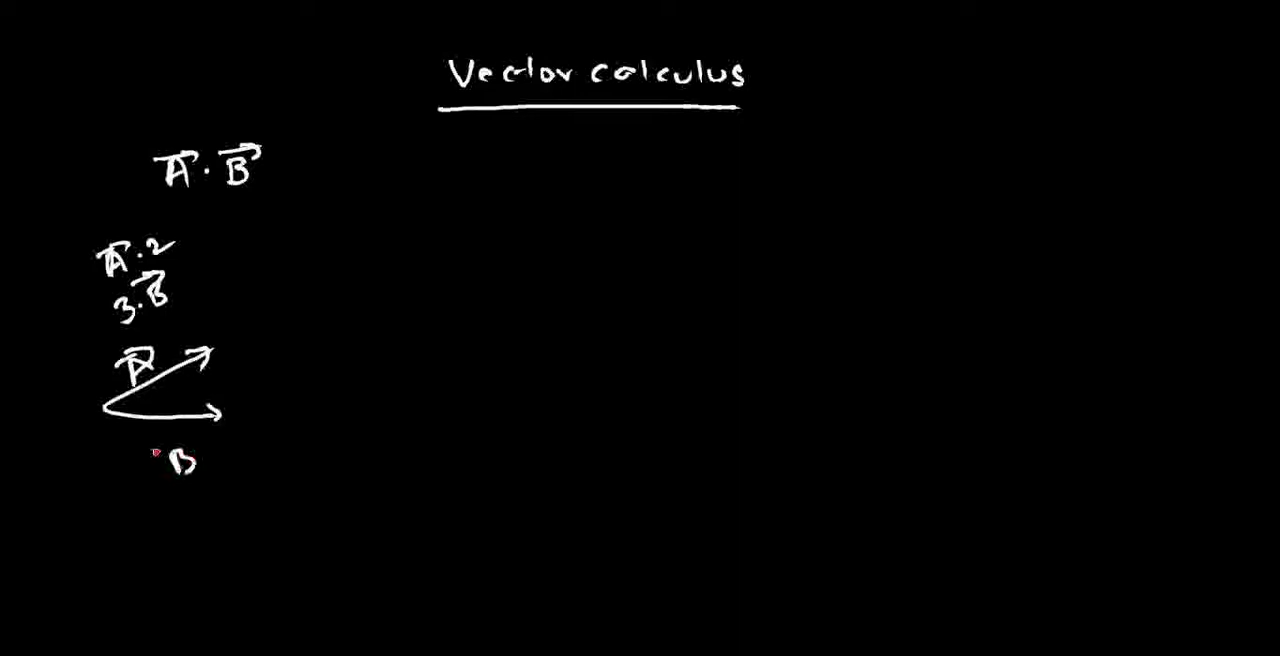 Vector calculus
A⃗ · B⃗
A⃗ · 2
3 · B⃗
A⃗
B